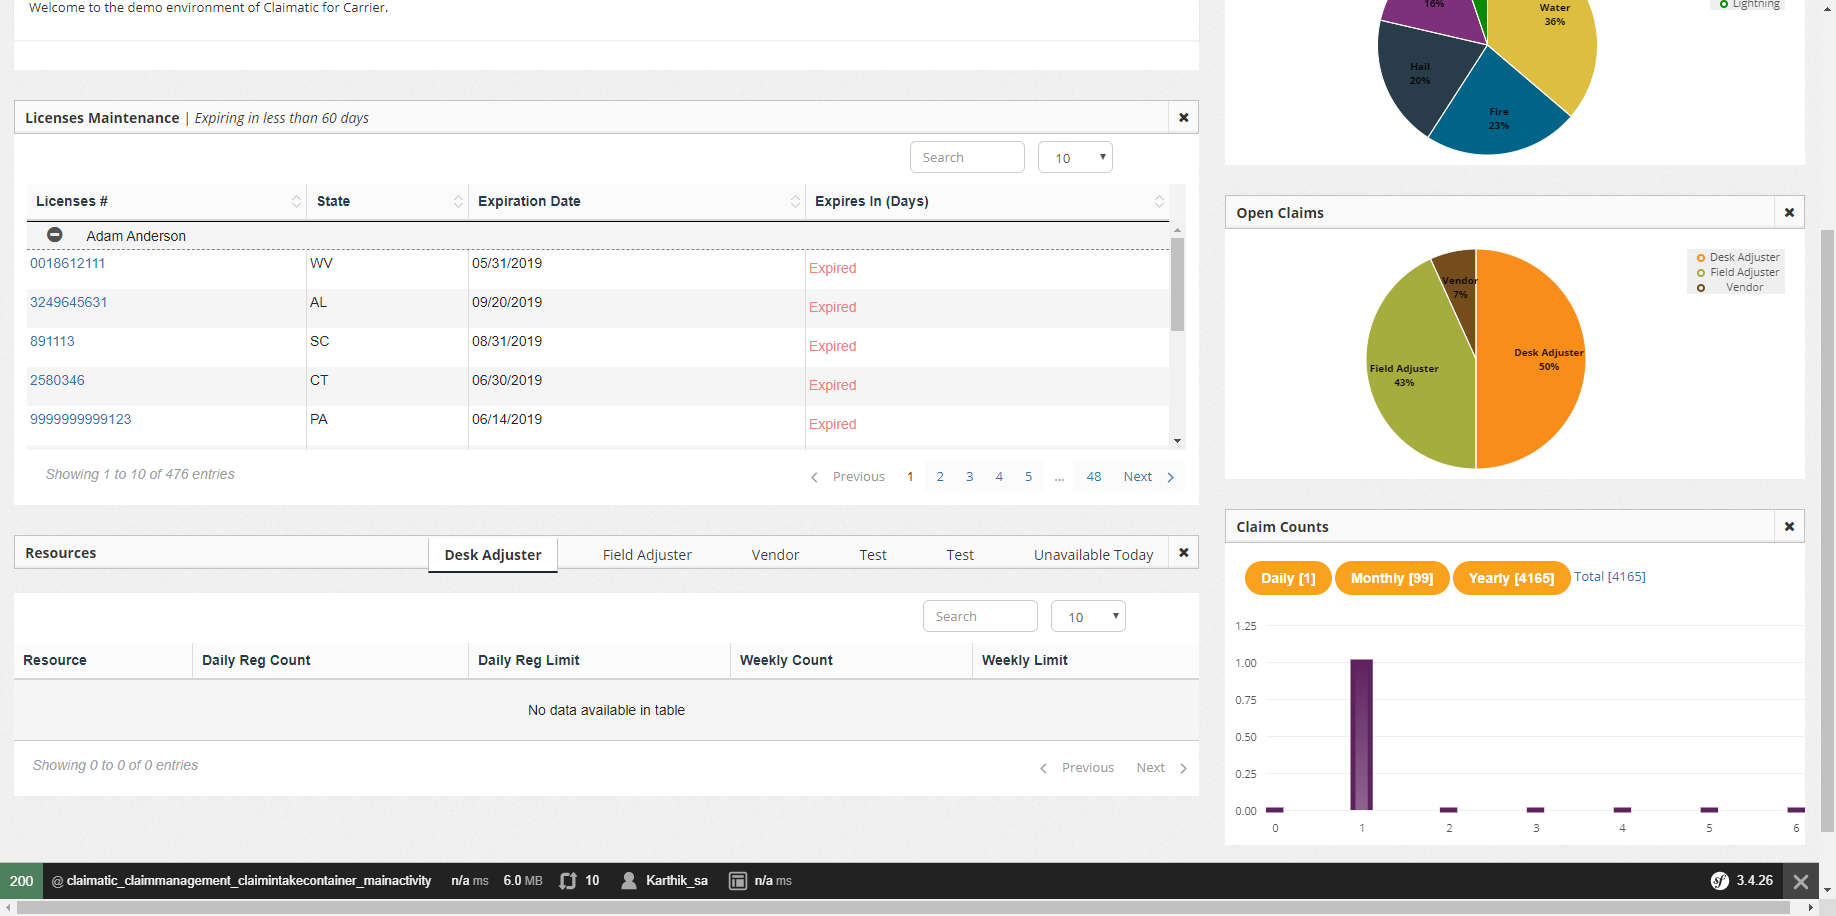 Welcome to the demo environment of Claimatic for Carrier.
Licenses Maintenance | Expiring in less than 60 days
Search
10
Licenses #
State
Expiration Date
Expires In (Days)
Adam Anderson
0018612111 WV 05/31/2019 Expired
3249645631 AL 09/20/2019 Expired
891113 SC 08/31/2019 Expired
2580346 CT 06/30/2019 Expired
9999999999123 PA 06/14/2019 Expired
Showing 1 to 10 of 476 entries
Previous 1 2 3 4 5 ... 48 Next
Resources
Desk Adjuster
Field Adjuster
Vendor
Test
Test
Unavailable Today
Search
10
Resource
Daily Reg Count
Daily Reg Limit
Weekly Count
Weekly Limit
No data available in table
Showing 0 to 0 of 0 entries
Previous Next
16%
Water
36%
Hail
20%
Fire
23%
Lightning
Open Claims
Vendor
7%
Desk Adjuster
50%
Field Adjuster
43%
Desk Adjuster
Field Adjuster
Vendor
Claim Counts
Daily [1]
Monthly [99]
Yearly [4165]
Total [4165]
1.25
1.00
0.75
0.50
0.25
0.00
0 1 2 3 4 5 6
200 @ claimatic_claimmanagement_claimintakecontainer_mainactivity n/a ms 6.0 MB 10 Karthik_sa n/a ms sf 3.4.26